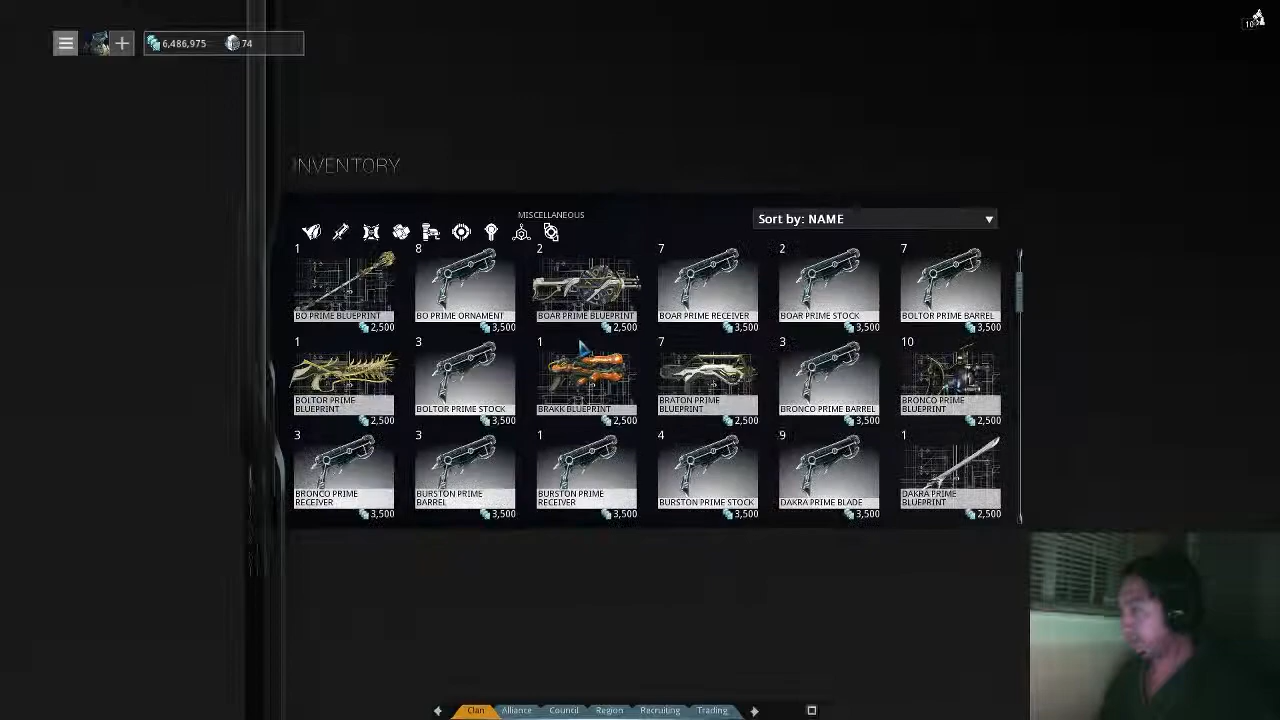 6,486,975 74
10
INVENTORY
MISCELLANEOUS
Sort by: NAME
1 8 2 7 2 7
BO PRIME BLUEPRINT
2,500
BO PRIME ORNAMENT
3,500
BOAR PRIME BLUEPRINT
2,500
BOAR PRIME RECEIVER
3,500
BOAR PRIME STOCK
3,500
BOLTOR PRIME BARREL
3,500
1 3 1 7 3 10
BOLTOR PRIME
BLUEPRINT
2,500
BOLTOR PRIME STOCK
3,500
BRAKK BLUEPRINT
2,500
BRATON PRIME
BLUEPRINT
2,500
BRONCO PRIME BARREL
3,500
BRONCO PRIME
BLUEPRINT
2,500
3 3 1 4 9 1
BRONCO PRIME
RECEIVER
3,500
BURSTON PRIME
BARREL
3,500
BURSTON PRIME
RECEIVER
3,500
BURSTON PRIME STOCK
3,500
DAKRA PRIME BLADE
3,500
DAKRA PRIME
BLUEPRINT
2,500
Clan Alliance Council Region Recruiting Trading